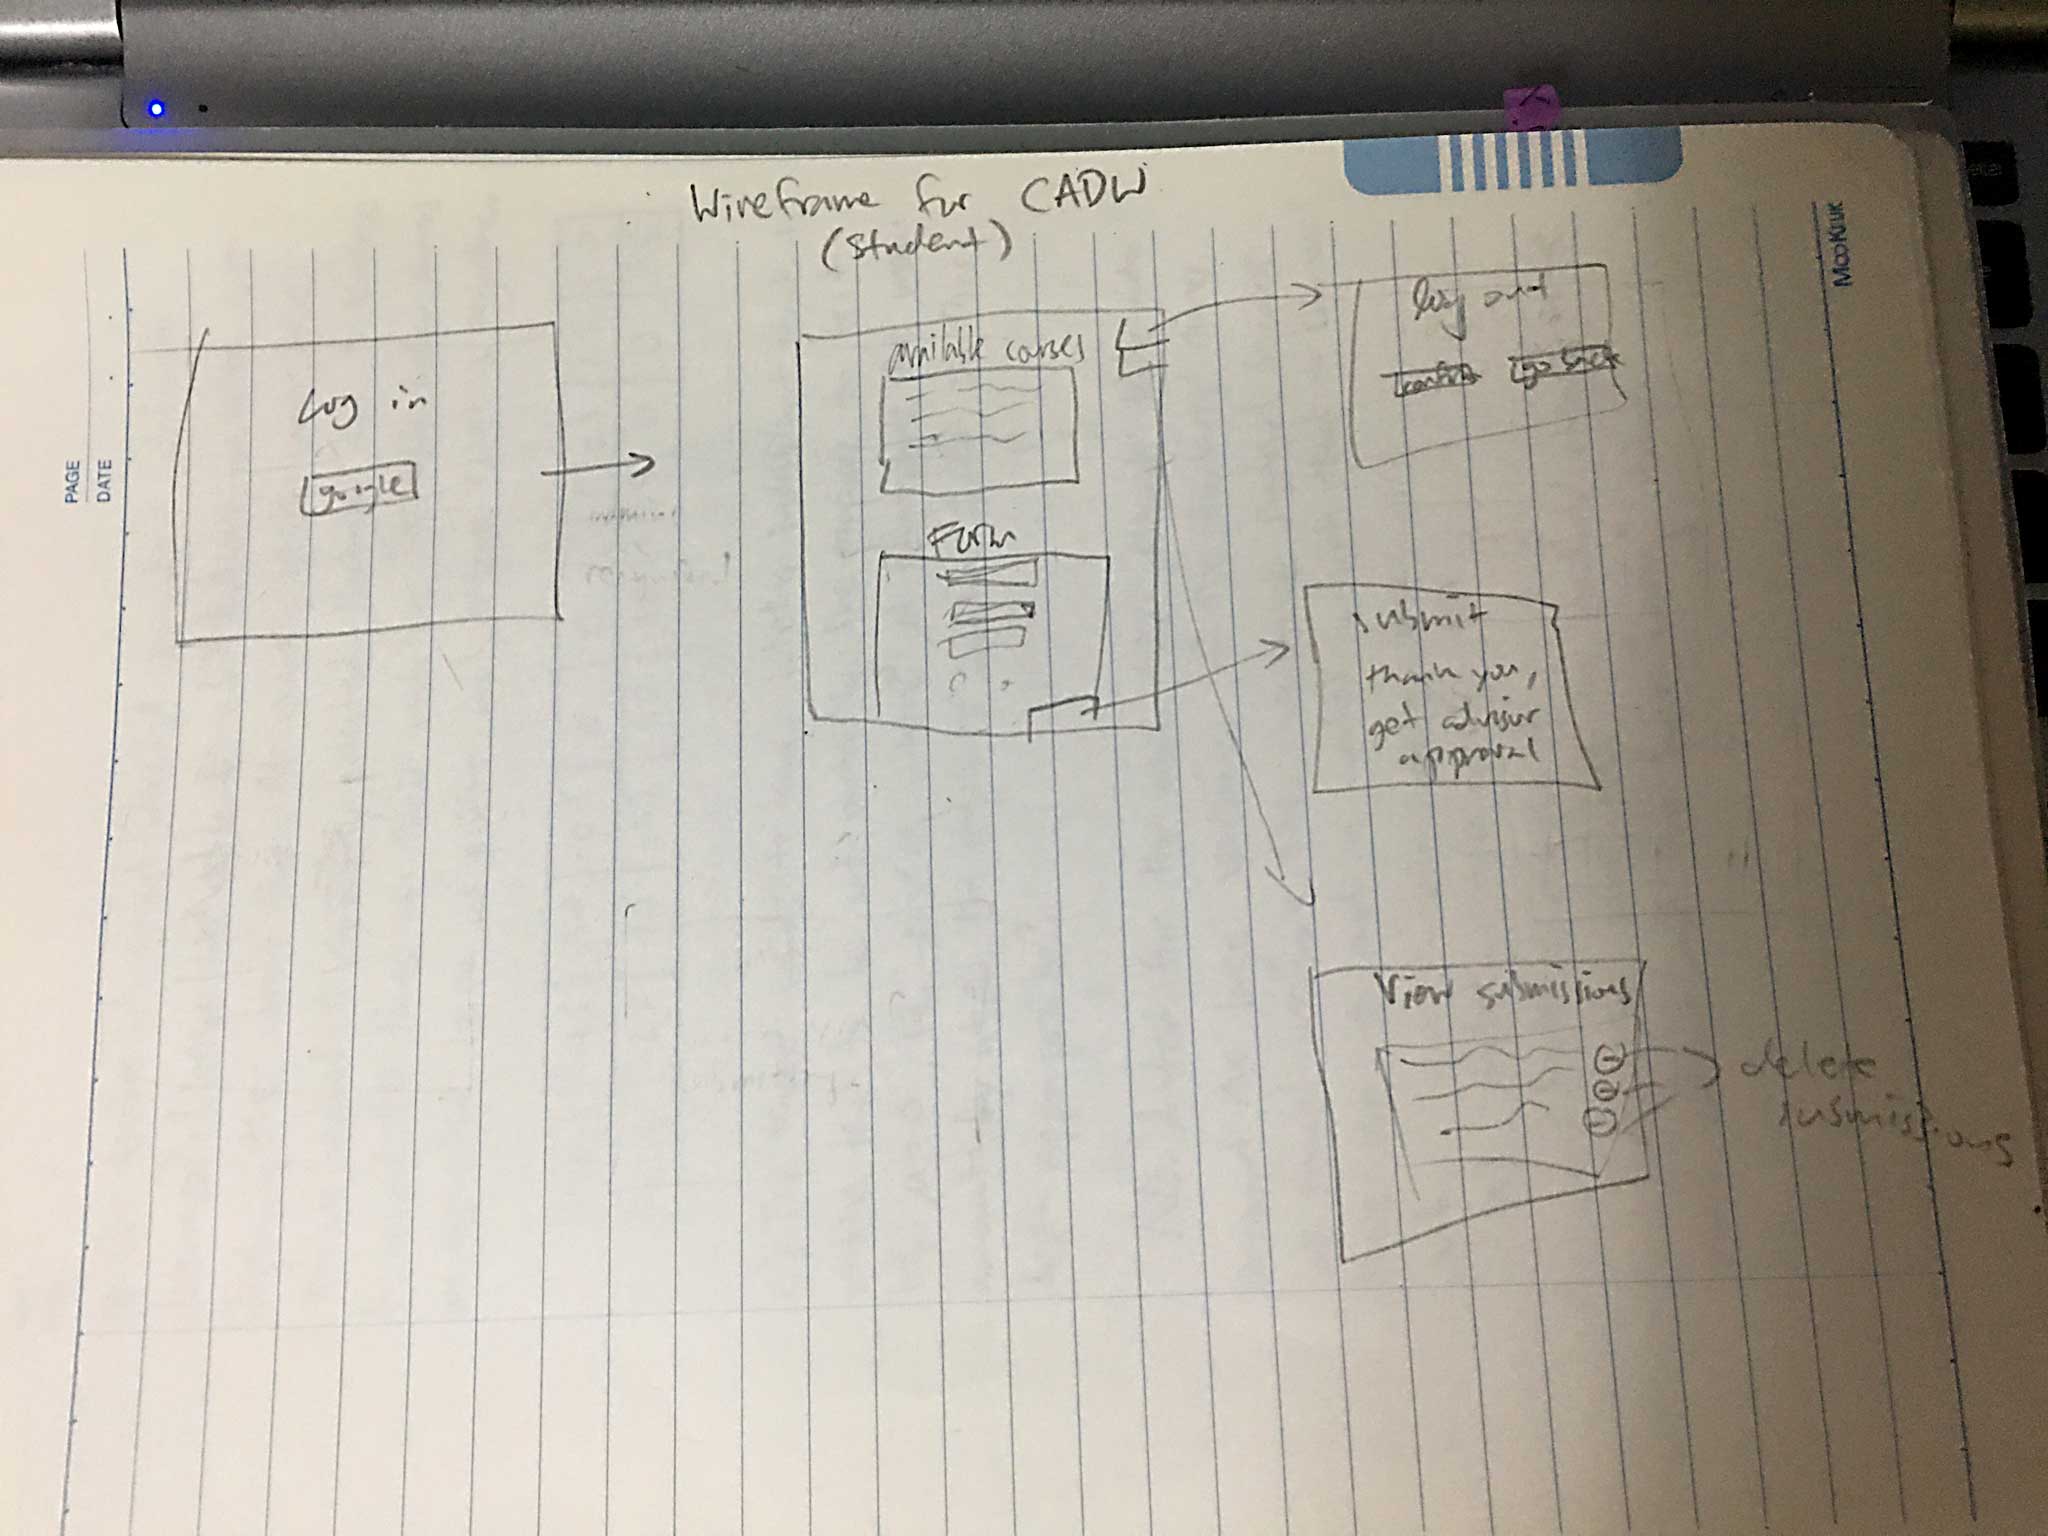 Wireframe for CADW
(student)
Log in
google
available courses
Form
log out
confirm
go back
submit
thank you,
get advisor
approval
View submissions
delete
submissions
PAGE
DATE